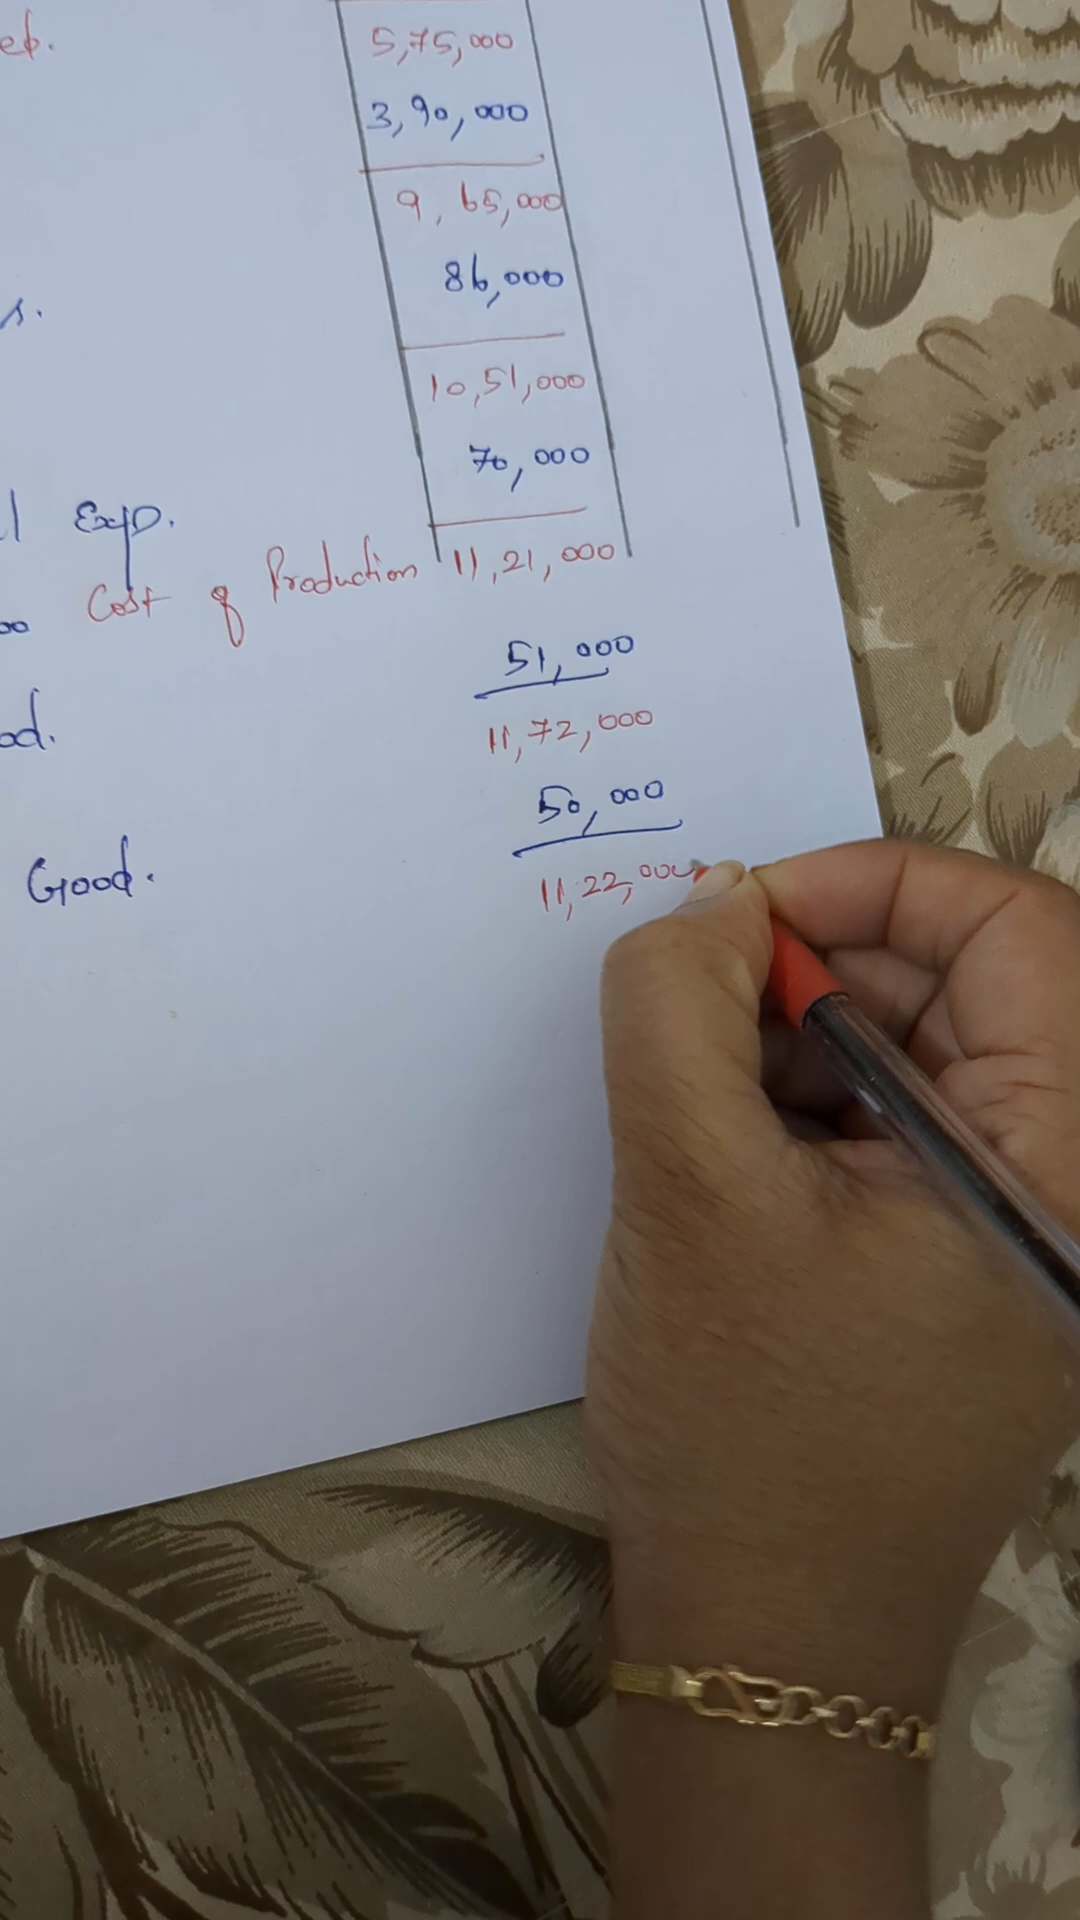 5,75,000
3,90,000
9,65,000
86,000
s.
10,51,000
70,000
Exp.
Cost of Production 11,21,000
51,000
od.
11,72,000
50,000
Good.
11,22,000